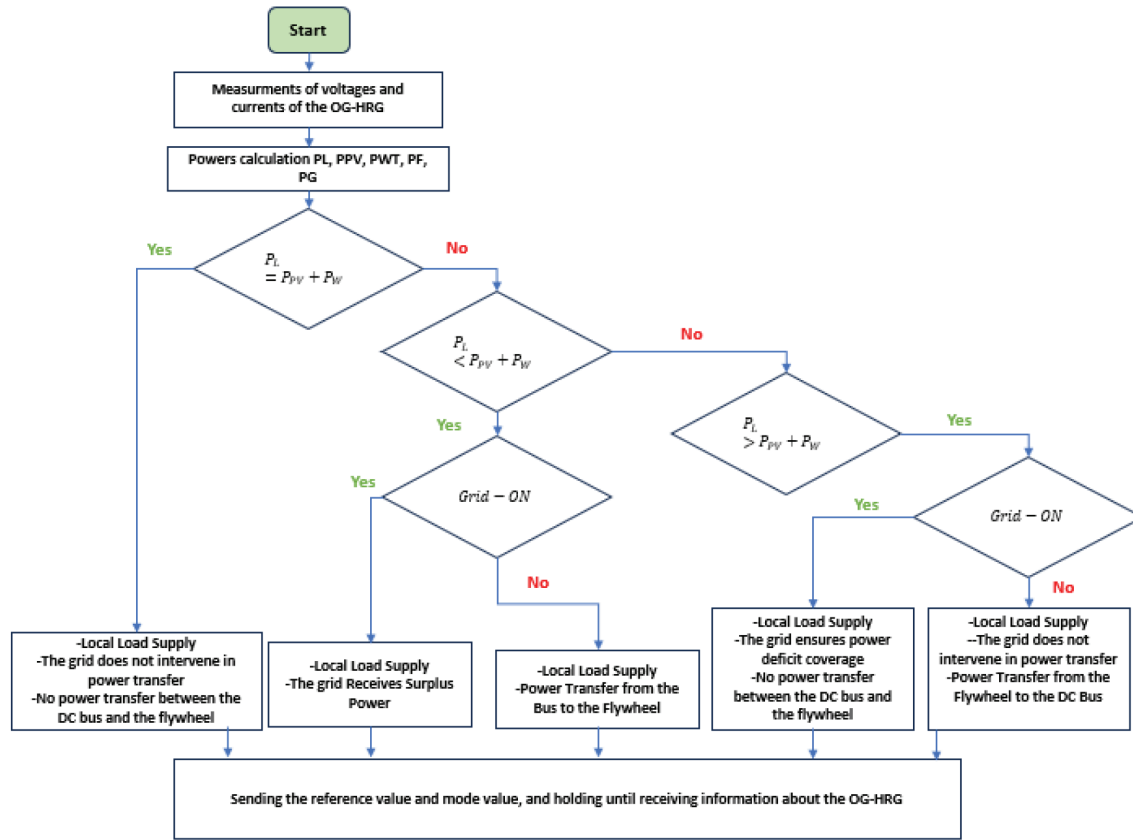 Start
Measurments of voltages and
currents of the OG-HRG
Powers calculation PL, PPV, PWT, PF,
PG
Yes
No
P_L
= P_PV + P_W
No
P_L
< P_PV + P_W
Yes
P_L
> P_PV + P_W
Yes
Yes
Grid − ON
Yes
Grid − ON
No
No
-Local Load Supply
-The grid does not intervene in
power transfer
-No power transfer between the
DC bus and the flywheel
-Local Load Supply
-The grid Receives Surplus
Power
-Local Load Supply
-Power Transfer from the
Bus to the Flywheel
-Local Load Supply
-The grid ensures power
deficit coverage
-No power transfer
between the DC bus and
the flywheel
-Local Load Supply
--The grid does not
intervene in power transfer
-Power Transfer from the
Flywheel to the DC Bus
Sending the reference value and mode value, and holding until receiving information about the OG-HRG